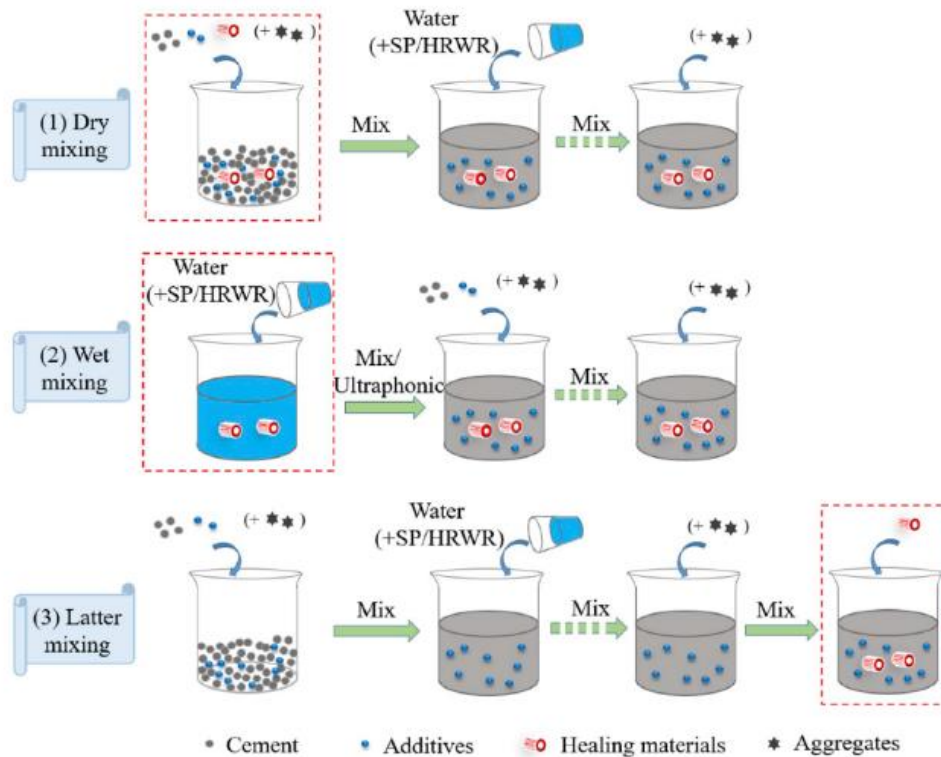 Water
(+SP/HRWR)
(+ )
(+ )
(1) Dry
mixing
Mix
Mix
Water
(+SP/HRWR)
(+ )
(+ )
(2) Wet
mixing
Mix/
Ultraphonic
Mix
(+ )
Water
(+SP/HRWR)
(+ )
(3) Latter
mixing
Mix
Mix
Mix
Cement
Additives
Healing materials
Aggregates